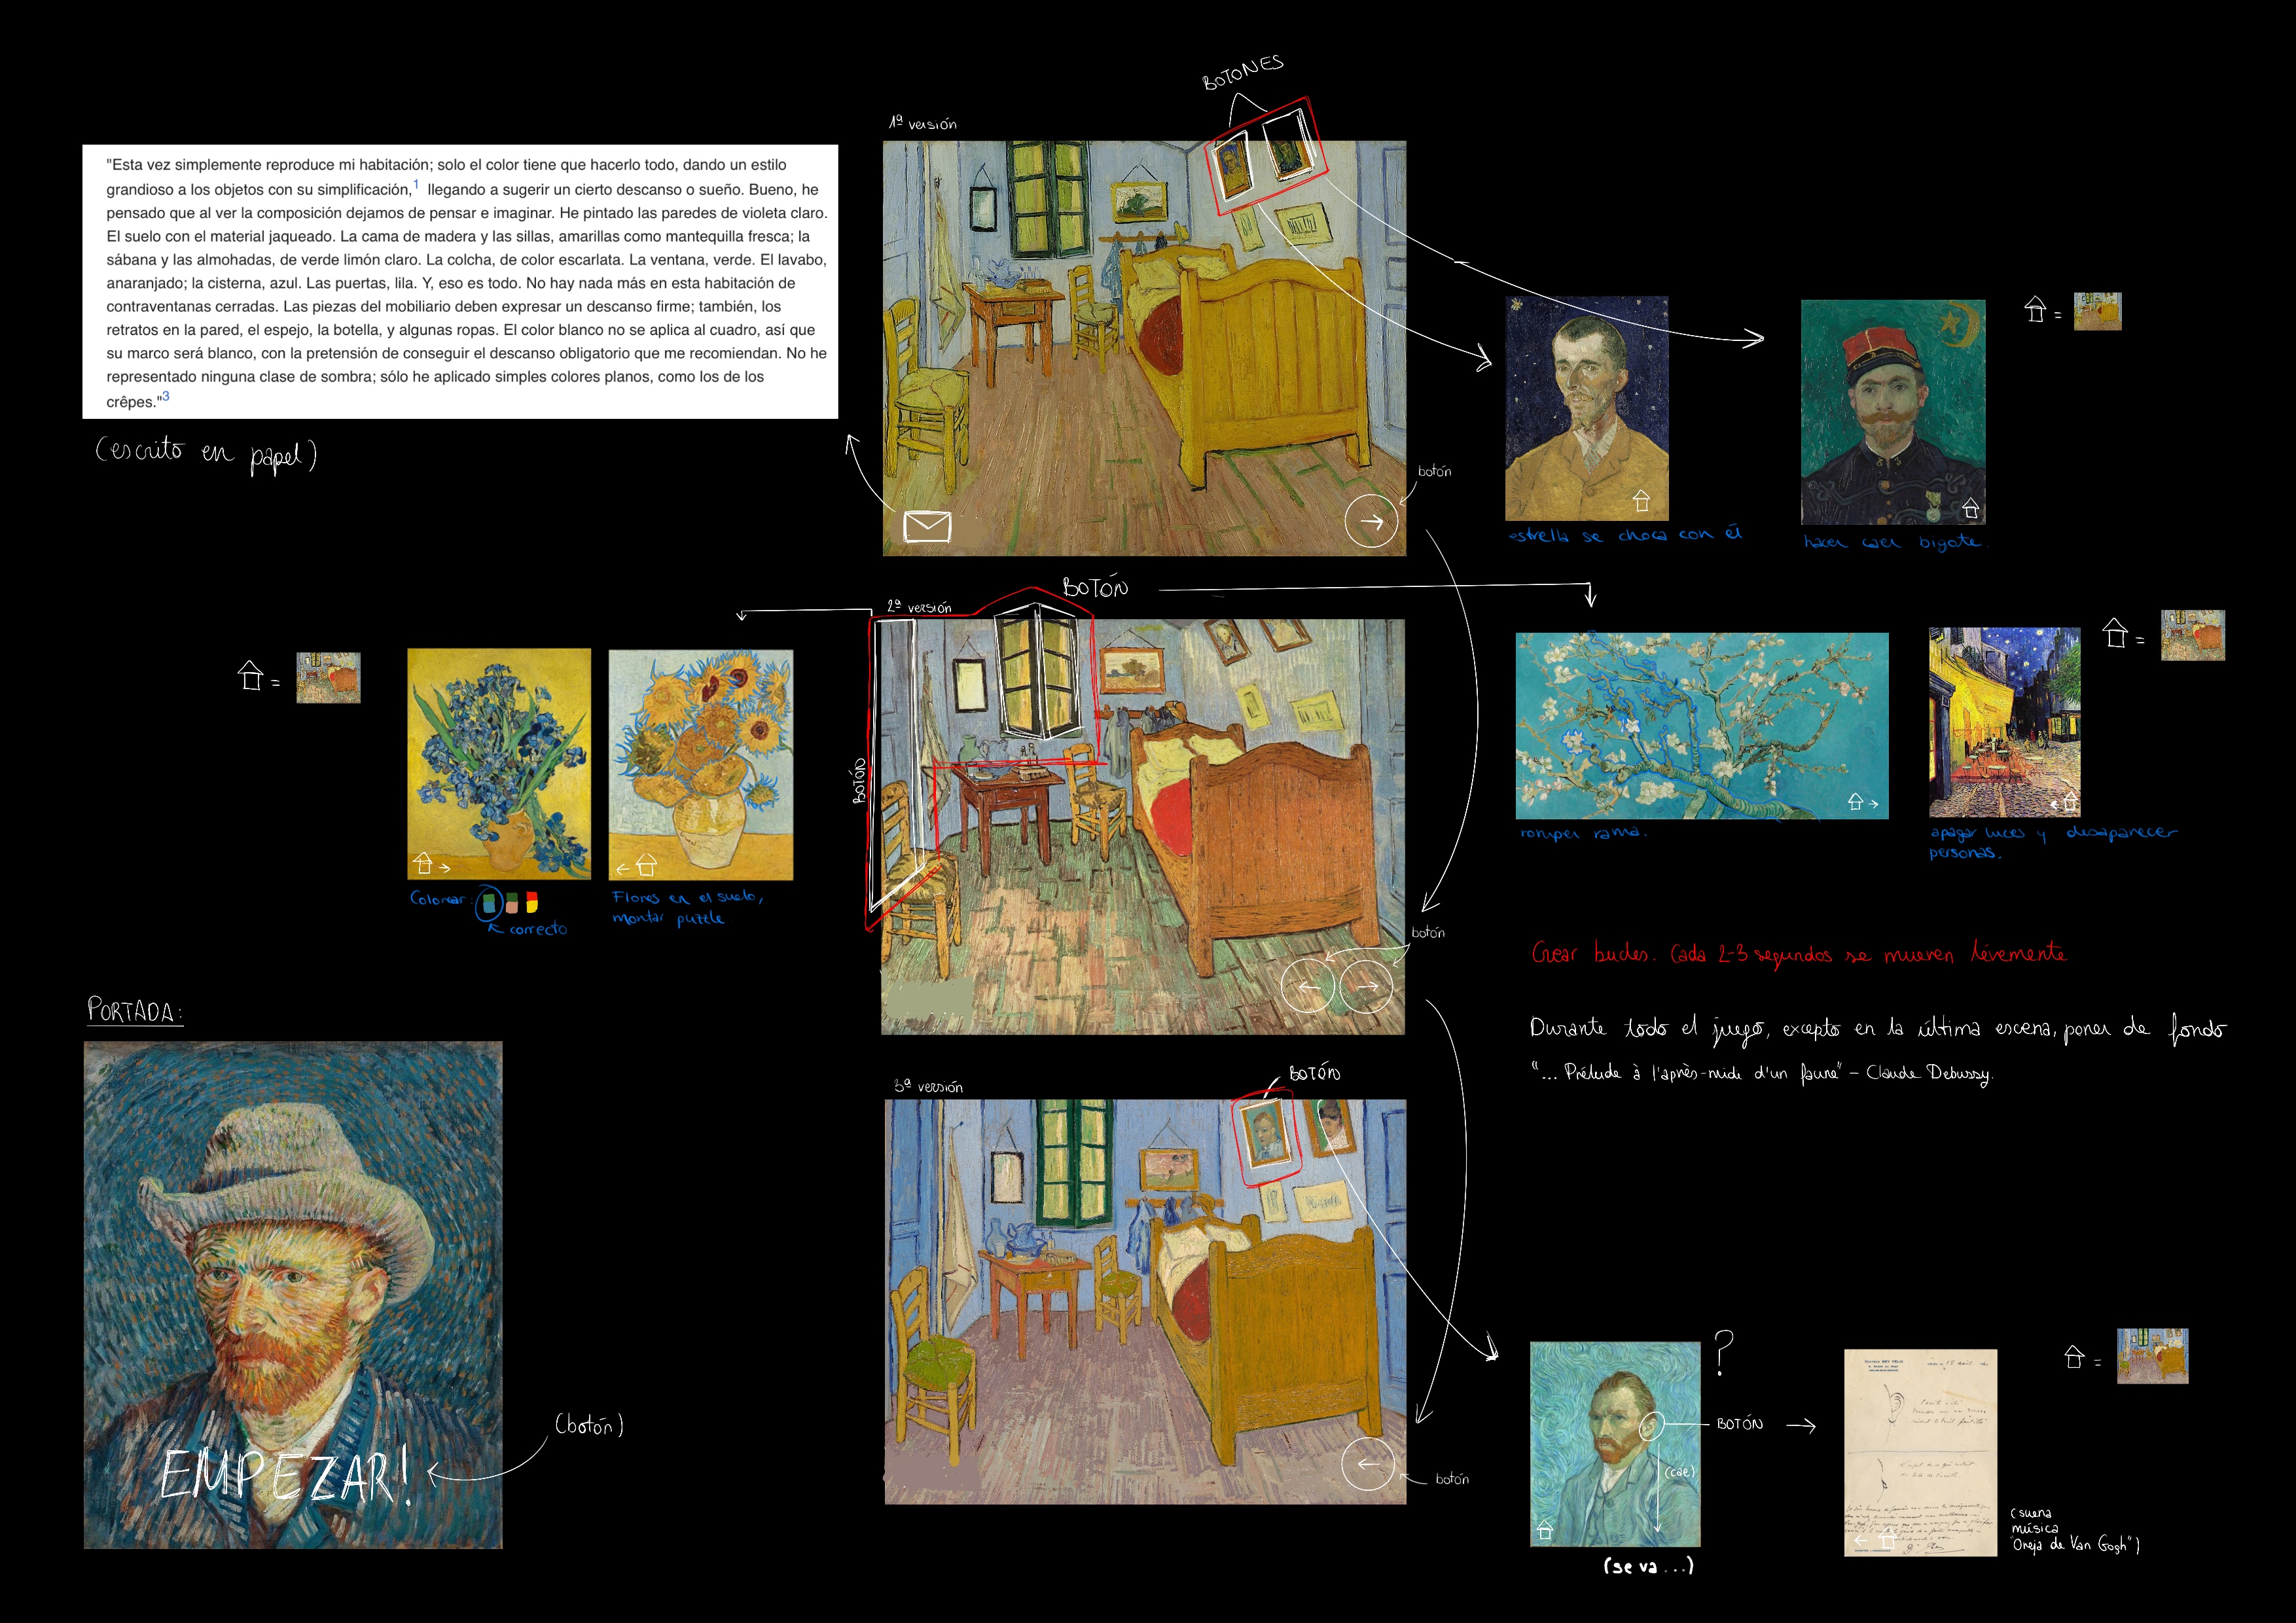 BOTONES
1ª versión
"Esta vez simplemente reproduce mi habitación; solo el color tiene que hacerlo todo, dando un estilo
grandioso a los objetos con su simplificación,1 llegando a sugerir un cierto descanso o sueño. Bueno, he
pensado que al ver la composición dejamos de pensar e imaginar. He pintado las paredes de violeta claro.
El suelo con el material jaqueado. La cama de madera y las sillas, amarillas como mantequilla fresca; la
sábana y las almohadas, de verde limón claro. La colcha, de color escarlata. La ventana, verde. El lavabo,
anaranjado; la cisterna, azul. Las puertas, lila. Y, eso es todo. No hay nada más en esta habitación de
contraventanas cerradas. Las piezas del mobiliario deben expresar un descanso firme; también, los
retratos en la pared, el espejo, la botella, y algunas ropas. El color blanco no se aplica al cuadro, así que
su marco será blanco, con la pretensión de conseguir el descanso obligatorio que me recomiendan. No he
representado ninguna clase de sombra; sólo he aplicado simples colores planos, como los de los
crêpes."3
(escrito en papel)
=
botón
estrella se choca con él
hacer caer bigote.
BOTÓN
2ª versión
BOTÓN
=
=
romper rama.
apagar luces y desaparecer
personas.
Colorear:
correcto
Flores en el suelo,
montar puzzle
botón
Crear bucles. Cada 2-3 segundos se mueven lévemente
PORTADA:
Durante todo el juego, excepto en la última escena, poner de fondo
"... Prélude à l'après-midi d'un faune" – Claude Debussy.
3ª versión
BOTÓN
EMPEZAR!
(botón)
botón
?
BOTÓN
(cae)
(se va...)
=
DOCTEUR REY FÉLIX
(suena
música
"Oreja de Van Gogh")